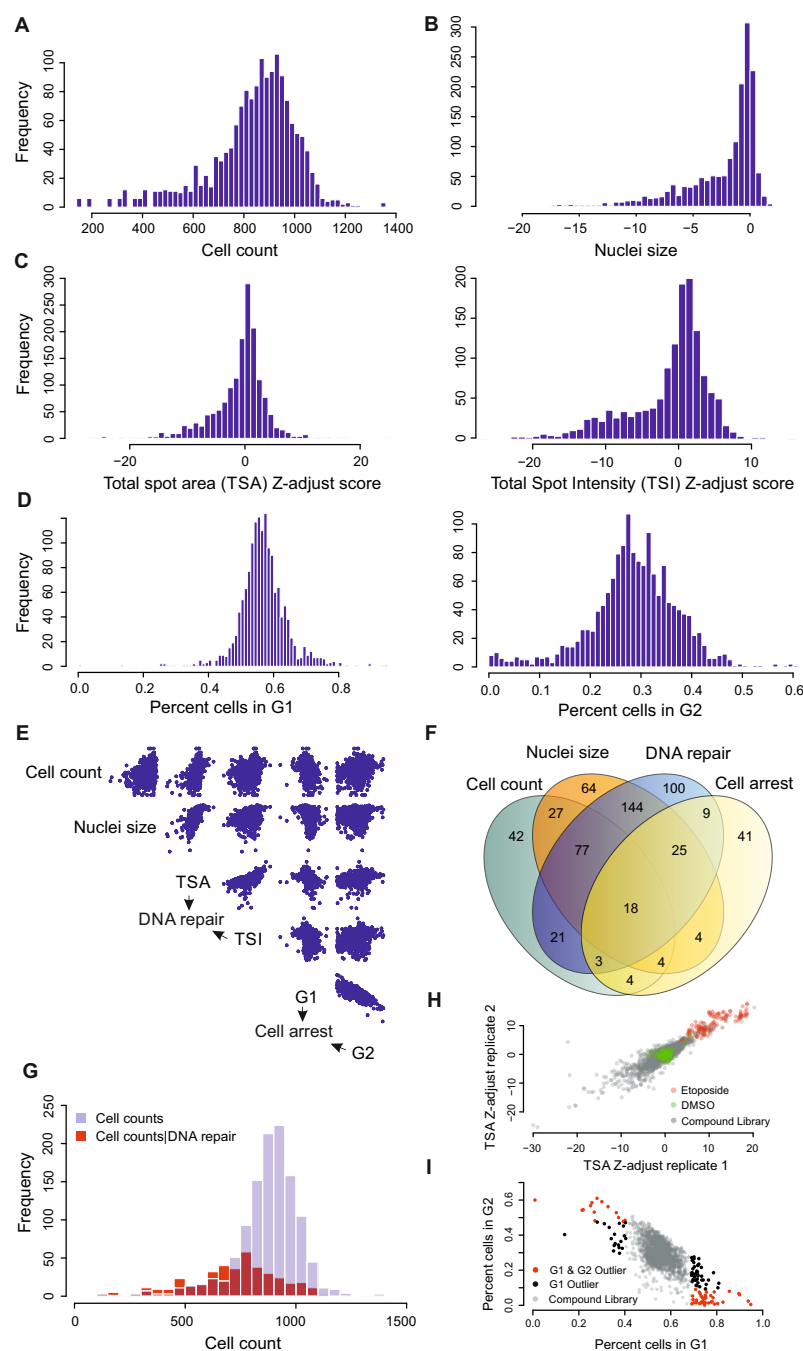 A
Frequency
0 20 40 60 80 100
200 400 600 800 1000 1200 1400
Cell count
B
0 50 100 150 200 250 300
−20 −15 −10 −5 0
Nuclei size
C
Frequency
0 50 100 150 200 250 300
−20 0 20
Total spot area (TSA) Z-adjust score
0 50 100 150 200
−20 −10 0 10
Total Spot Intensity (TSI) Z-adjust score
D
Frequency
0 20 40 60 80 100 120
0.0 0.2 0.4 0.6 0.8
Percent cells in G1
0 20 40 60 80 100
0.0 0.1 0.2 0.3 0.4 0.5 0.6
Percent cells in G2
E
Cell count
Nuclei size
TSA
DNA repair
TSI
G1
Cell arrest
G2
F
Nuclei size DNA repair
Cell count Cell arrest
64 100
27 144 9
42 77 25 41
18
21 4
3 4
4
G
Cell counts
Cell counts|DNA repair
Frequency
0 50 100 150 200 250
0 500 1000 1500
Cell count
H
TSA Z-adjust replicate 2
−20 −10 0 10
Etoposide
DMSO
Compound Library
−30 −20 −10 0 10 20
TSA Z-adjust replicate 1
I
Percent cells in G2
0.0 0.2 0.4 0.6
G1 & G2 Outlier
G1 Outlier
Compound Library
0.0 0.2 0.4 0.6 0.8 1.0
Percent cells in G1